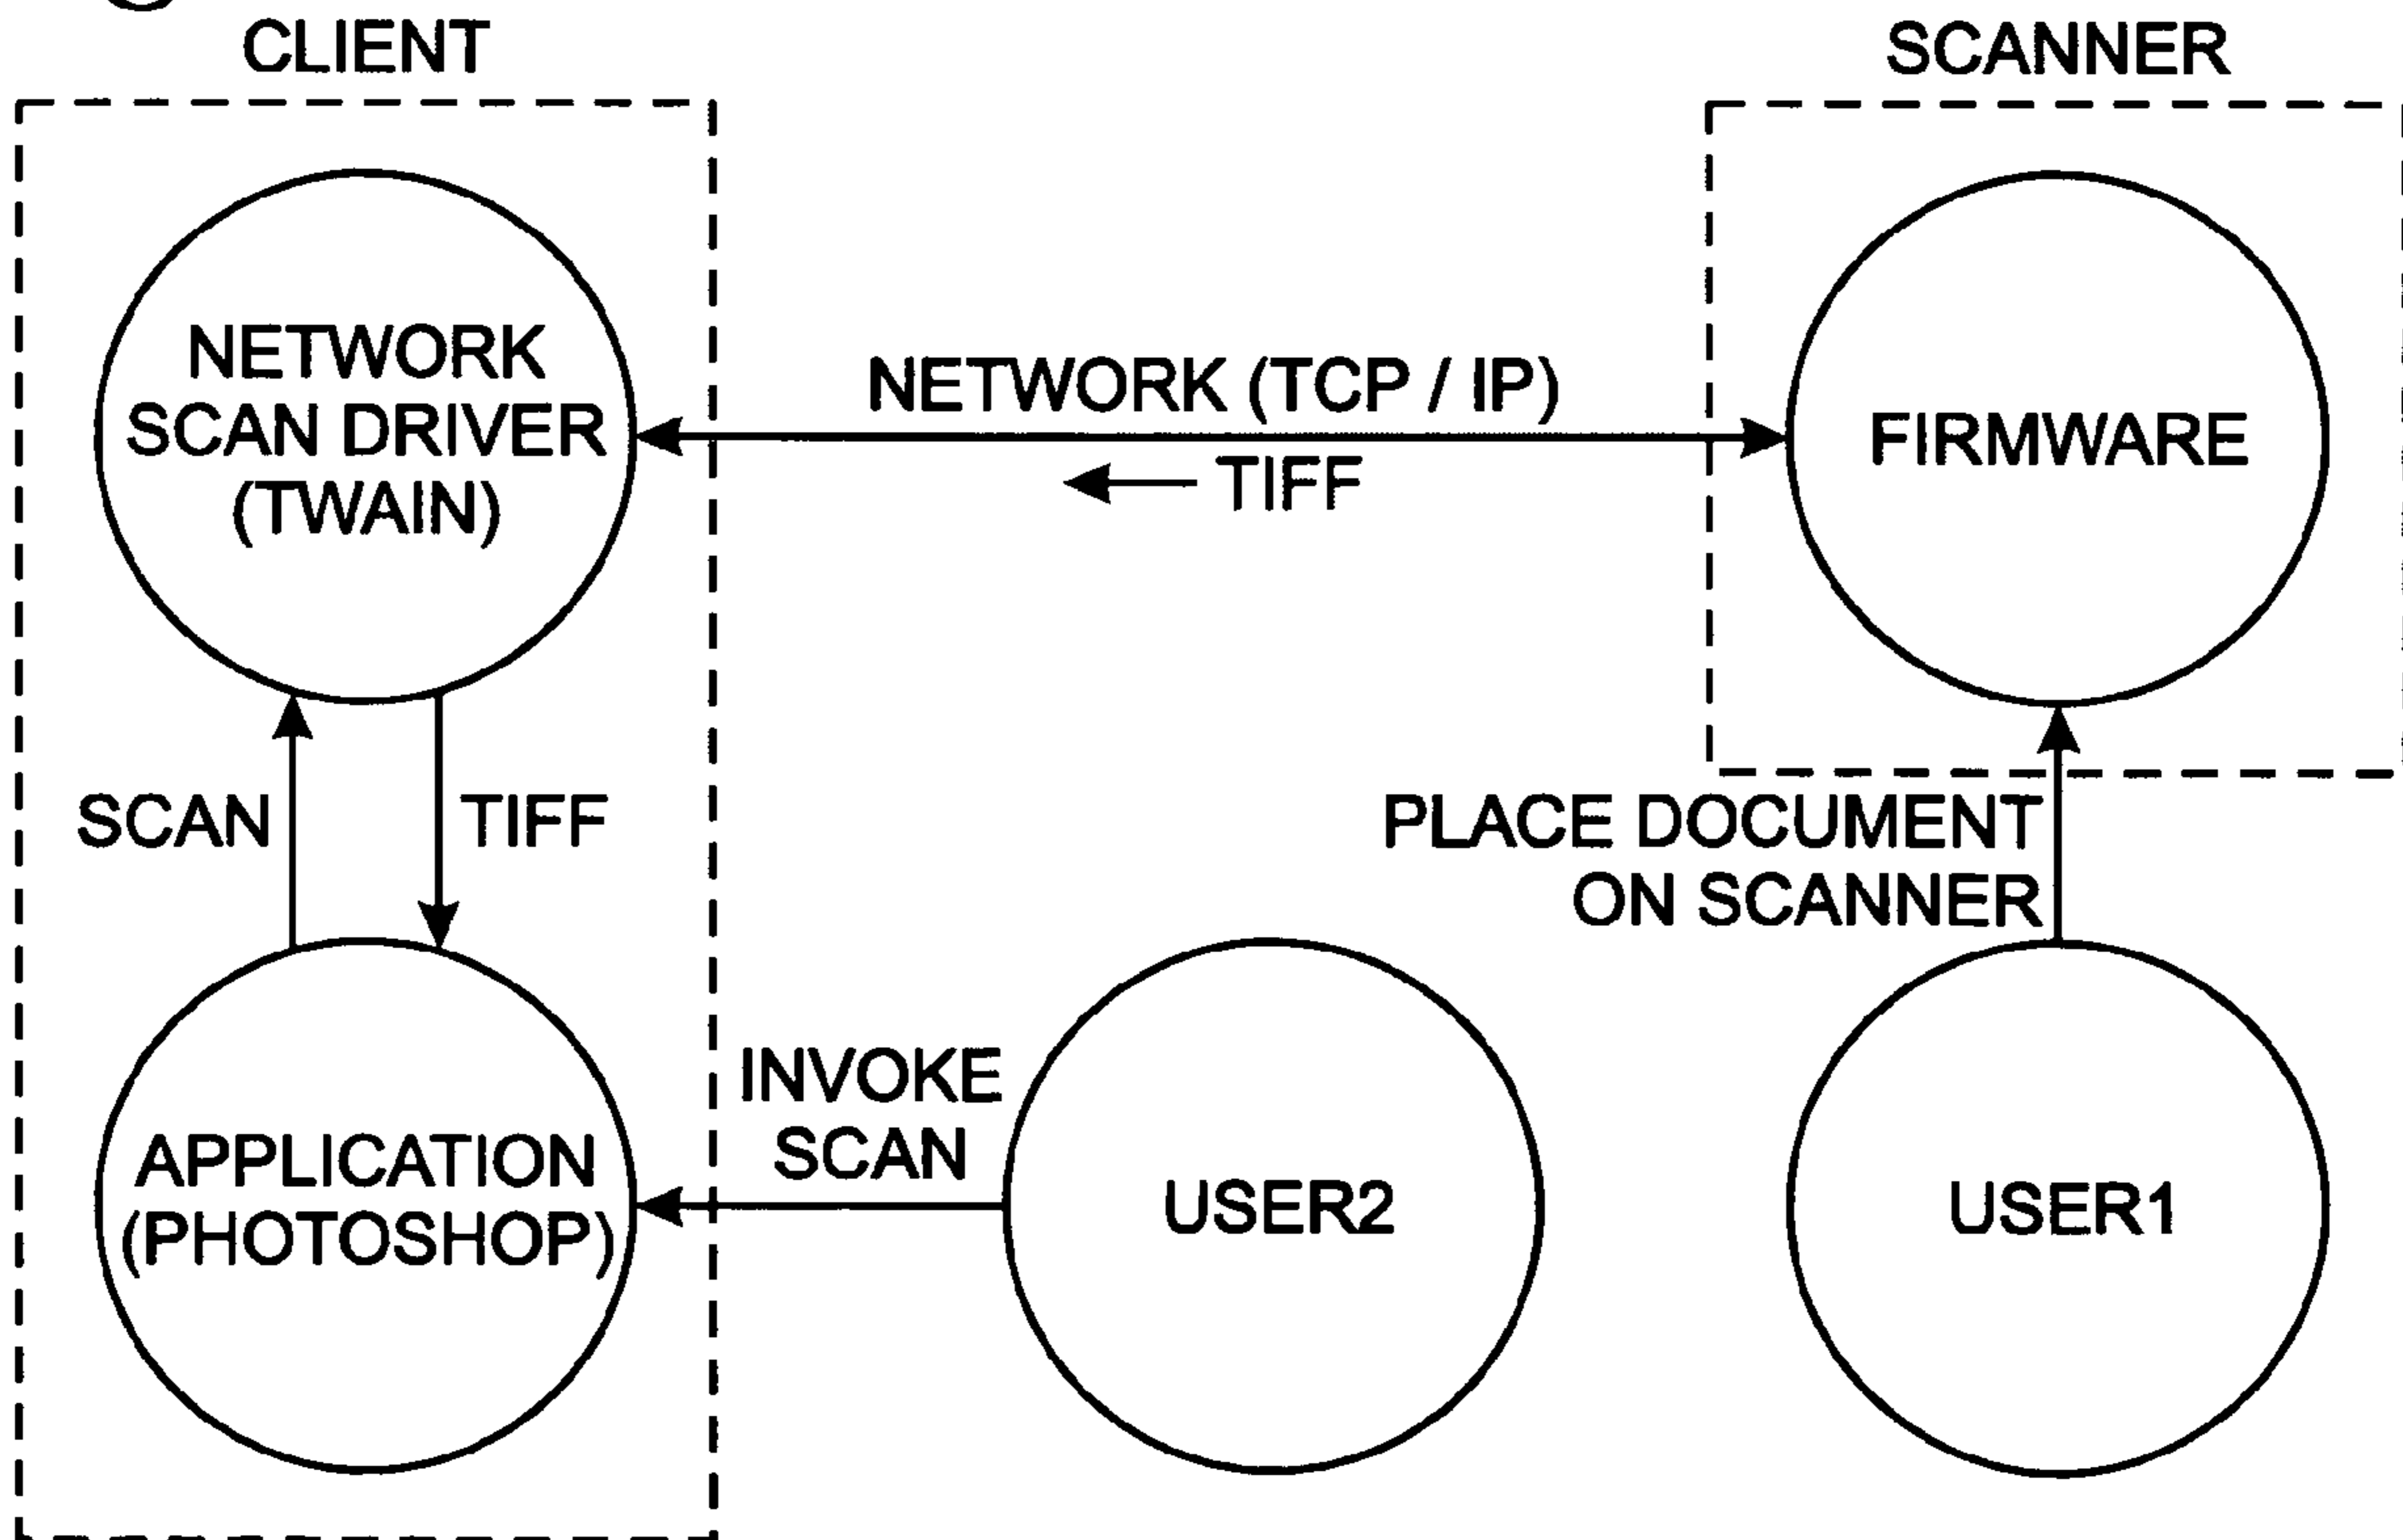 CLIENT
SCANNER
NETWORK
SCAN DRIVER
(TWAIN)
NETWORK (TCP / IP)
TIFF
FIRMWARE
SCAN
TIFF
PLACE DOCUMENT
ON SCANNER
INVOKE
SCAN
APPLICATION
(PHOTOSHOP)
USER2
USER1